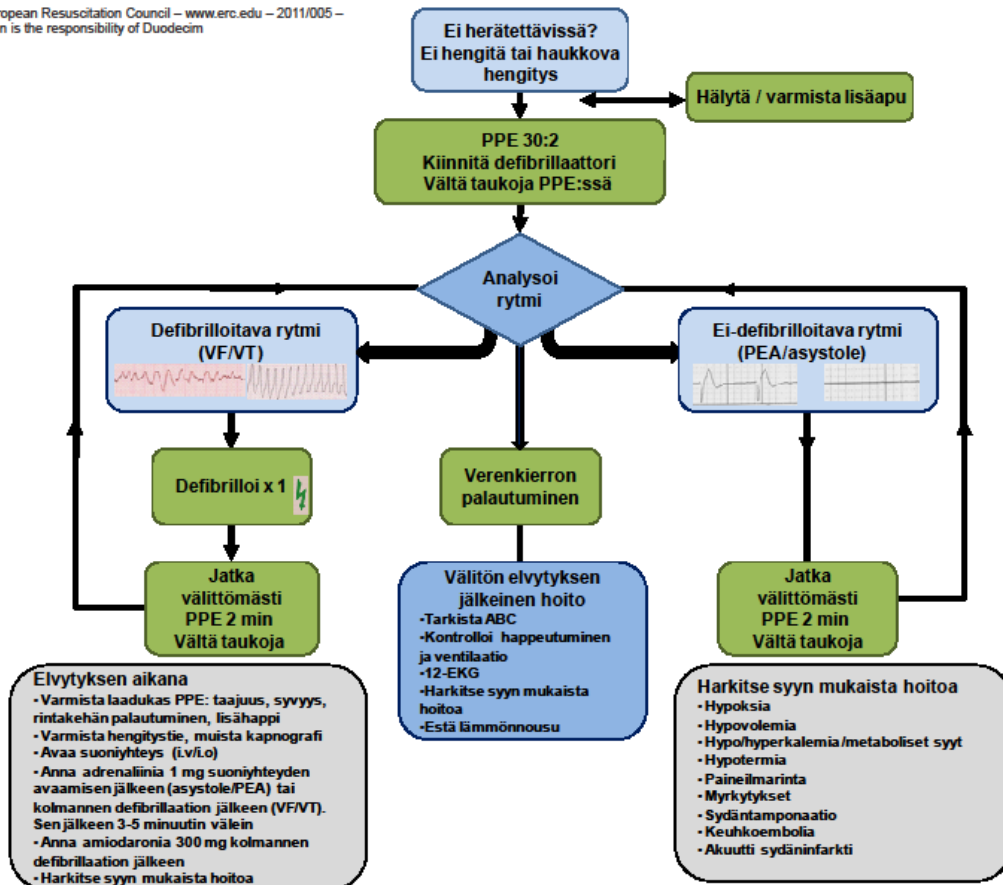 ropean Resuscitation Council – www.erc.edu – 2011/005 –
n is the responsibility of Duodecim
Ei herätettävissä?
Ei hengitä tai haukkova
hengitys
Hälytä / varmista lisäapu
PPE 30:2
Kiinnitä defibrillaattori
Vältä taukoja PPE:ssä
Analysoi
rytmi
Defibrilloitava rytmi
(VF/VT)
Ei-defibrilloitava rytmi
(PEA/asystole)
Defibrilloi x 1
Verenkierron
palautuminen
Jatka
välittömästi
PPE 2 min
Vältä taukoja
Välitön elvytyksen
jälkeinen hoito
-Tarkista ABC
-Kontrolloi happeutuminen
ja ventilaatio
-12-EKG
-Harkitse syyn mukaista
hoitoa
-Estä lämmönnousu
Jatka
välittömästi
PPE 2 min
Vältä taukoja
Elvytyksen aikana
- Varmista laadukas PPE: taajuus, syvyys,
rintakehän palautuminen, lisähappi
- Varmista hengitystie, muista kapnografi
- Avaa suoniyhteys (i.v/i.o)
- Anna adrenaliinia 1 mg suoniyhteyden
avaamisen jälkeen (asystole/PEA) tai
kolmannen defibrillaation jälkeen (VF/VT).
Sen jälkeen 3-5 minuutin välein
- Anna amiodaronia 300 mg kolmannen
defibrillaation jälkeen
- Harkitse syyn mukaista hoitoa
Harkitse syyn mukaista hoitoa
- Hypoksia
- Hypovolemia
- Hypo/hyperkalemia/metaboliset syyt
- Hypotermia
- Paineilmarinta
- Myrkytykset
- Sydäntamponaatio
- Keuhkoembolia
- Akuutti sydäninfarkti